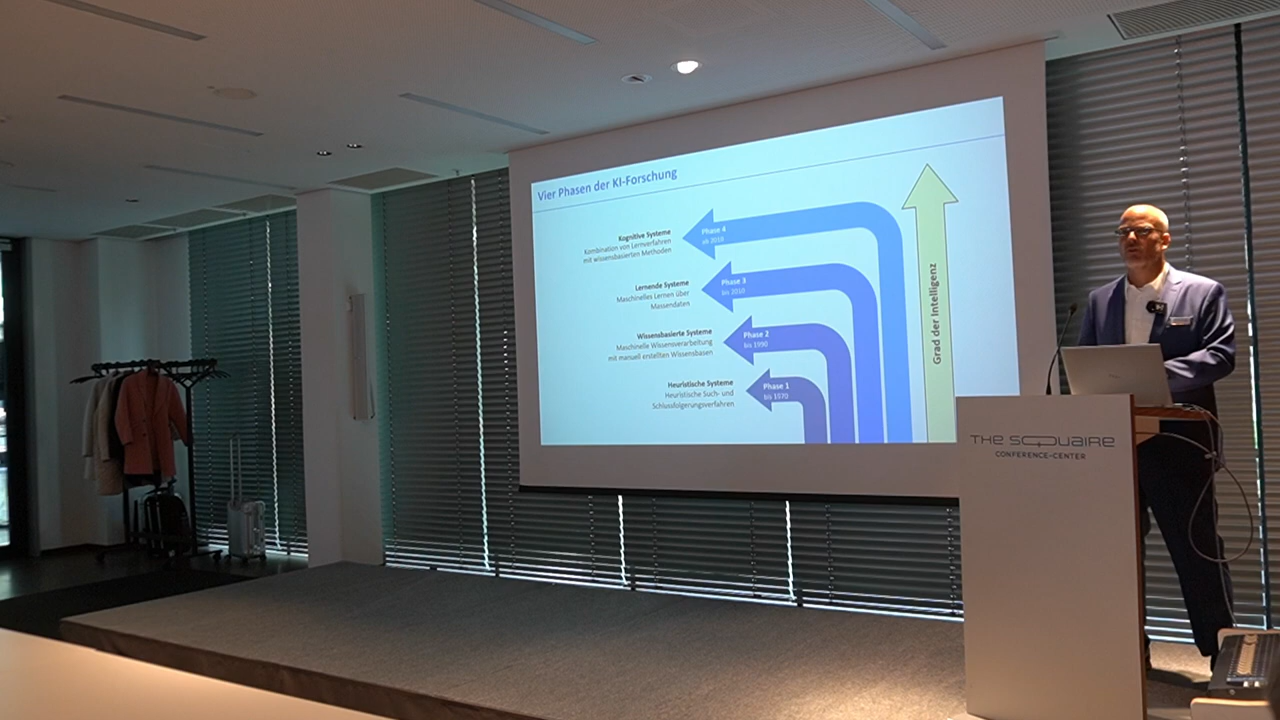 Vier Phasen der KI-Forschung
Kognitive Systeme
Kombination von Lernverfahren
mit wissensbasierten Methoden
Phase 4
ab 2010
Lernende Systeme
Maschinelles Lernen über
Massendaten
Phase 3
bis 2010
Wissensbasierte Systeme
Maschinelle Wissensverarbeitung
mit manuell erstellten Wissensbasen
Phase 2
bis 1990
Heuristische Systeme
Heuristische Such- und
Schlussfolgerungsverfahren
Phase 1
bis 1970
Grad der Intelligenz
THE SQUAIRE
CONFERENCE-CENTER